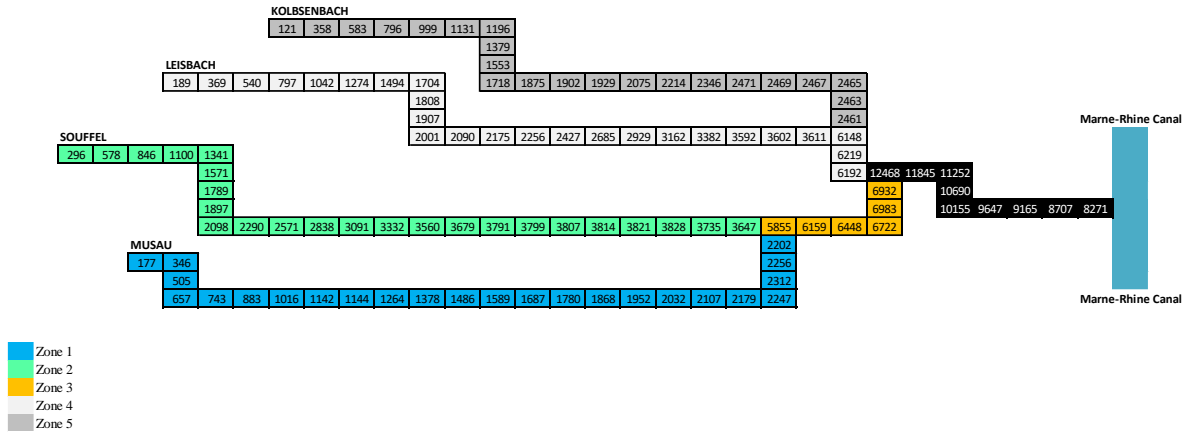 KOLBSENBACH
121 358 583 796 999 1131 1196
1379
1553
LEISBACH
189 369 540 797 1042 1274 1494 1704 1718 1875 1902 1929 2075 2214 2346 2471 2469 2467 2465
1808 2463
1907 2461
Marne-Rhine Canal
SOUFFEL
2001 2090 2175 2256 2427 2685 2929 3162 3382 3592 3602 3611 6148
296 578 846 1100 1341 6219
1571 6192 12468 11845 11252
1789 6932 10690
1897 6983 10155 9647 9165 8707 8271
2098 2290 2571 2838 3091 3332 3560 3679 3791 3799 3807 3814 3821 3828 3735 3647 5855 6159 6448 6722
MUSAU
2202
177 346 2256
505 2312
657 743 883 1016 1142 1144 1264 1378 1486 1589 1687 1780 1868 1952 2032 2107 2179 2247
Marne-Rhine Canal
Zone 1
Zone 2
Zone 3
Zone 4
Zone 5